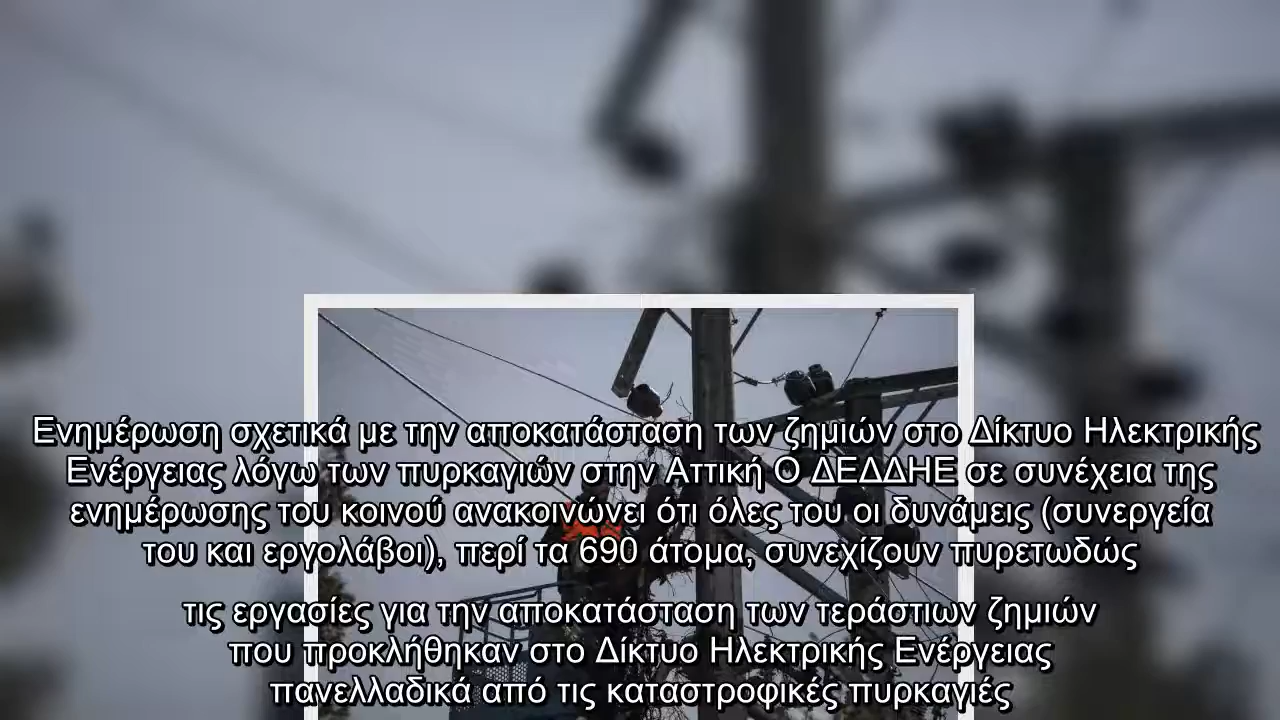 Ενημέρωση σχετικά με την αποκατάσταση των ζημιών στο Δίκτυο Ηλεκτρικής
Ενέργειας λόγω των πυρκαγιών στην Αττική Ο ΔΕΔΔΗΕ σε συνέχεια της
ενημέρωσης του κοινού ανακοινώνει ότι όλες του οι δυνάμεις (συνεργεία
του και εργολάβοι), περί τα 690 άτομα, συνεχίζουν πυρετωδώς
τις εργασίες για την αποκατάσταση των τεράστιων ζημιών
που προκλήθηκαν στο Δίκτυο Ηλεκτρικής Ενέργειας
πανελλαδικά από τις καταστροφικές πυρκαγιές